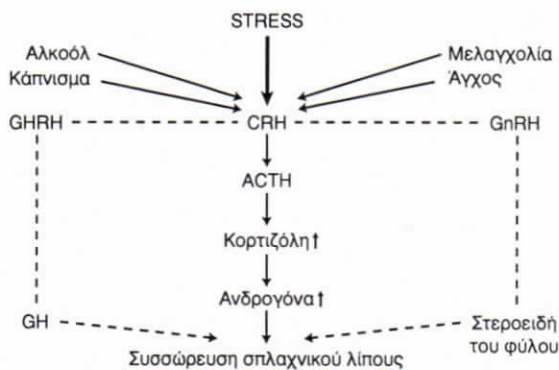 STRESS
Αλκοόλ
Κάπνισμα
Μελαγχολία
Άγχος
GHRH
CRH
GnRH
ACTH
Κορτιζόλη↑
Ανδρογόνα↑
GH
Στεροειδή
του φύλου
Συσσώρευση σπλαχνικού λίπους